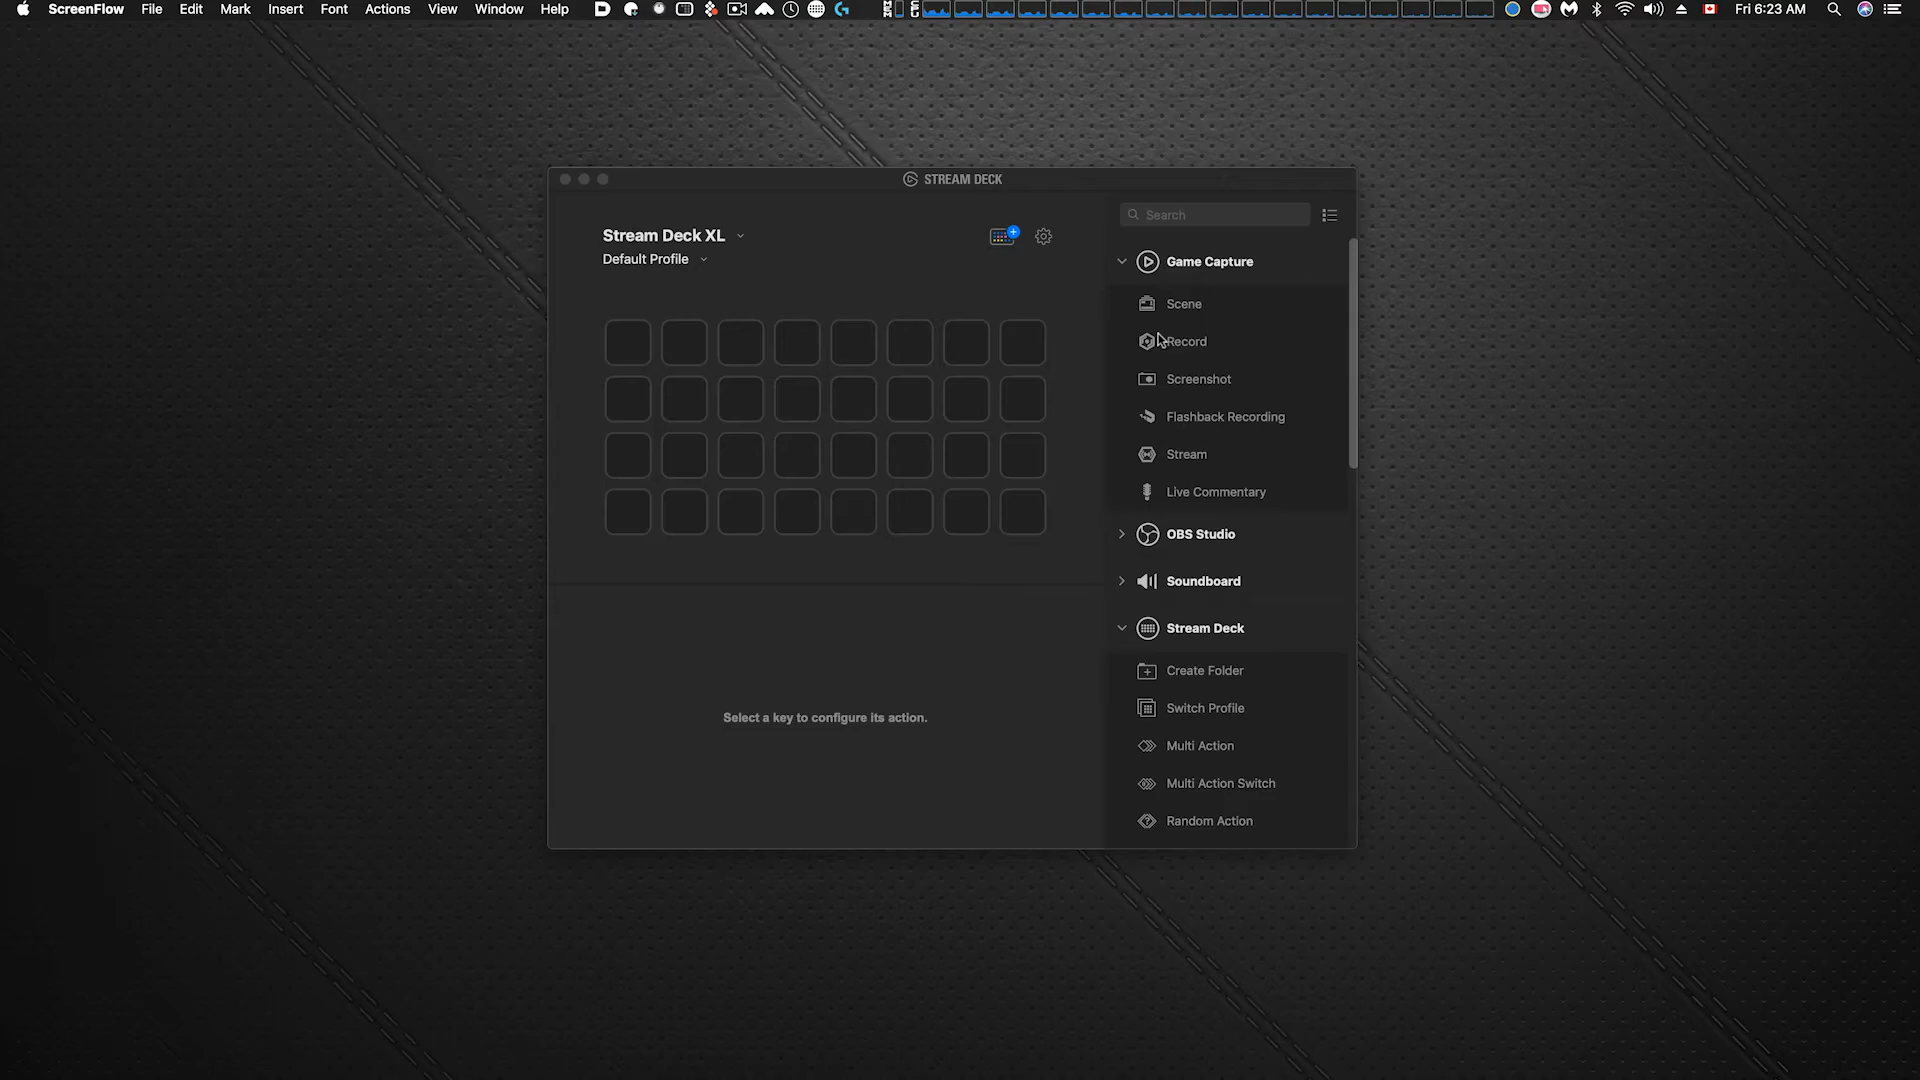 ScreenFlow File Edit Mark Insert Font Actions View Window Help MEM CPU Fri 6:23 AM
STREAM DECK
Stream Deck XL
Default Profile
Search
Game Capture
Scene
Record
Screenshot
Flashback Recording
Stream
Live Commentary
OBS Studio
Soundboard
Stream Deck
Create Folder
Switch Profile
Multi Action
Multi Action Switch
Random Action
Select a key to configure its action.